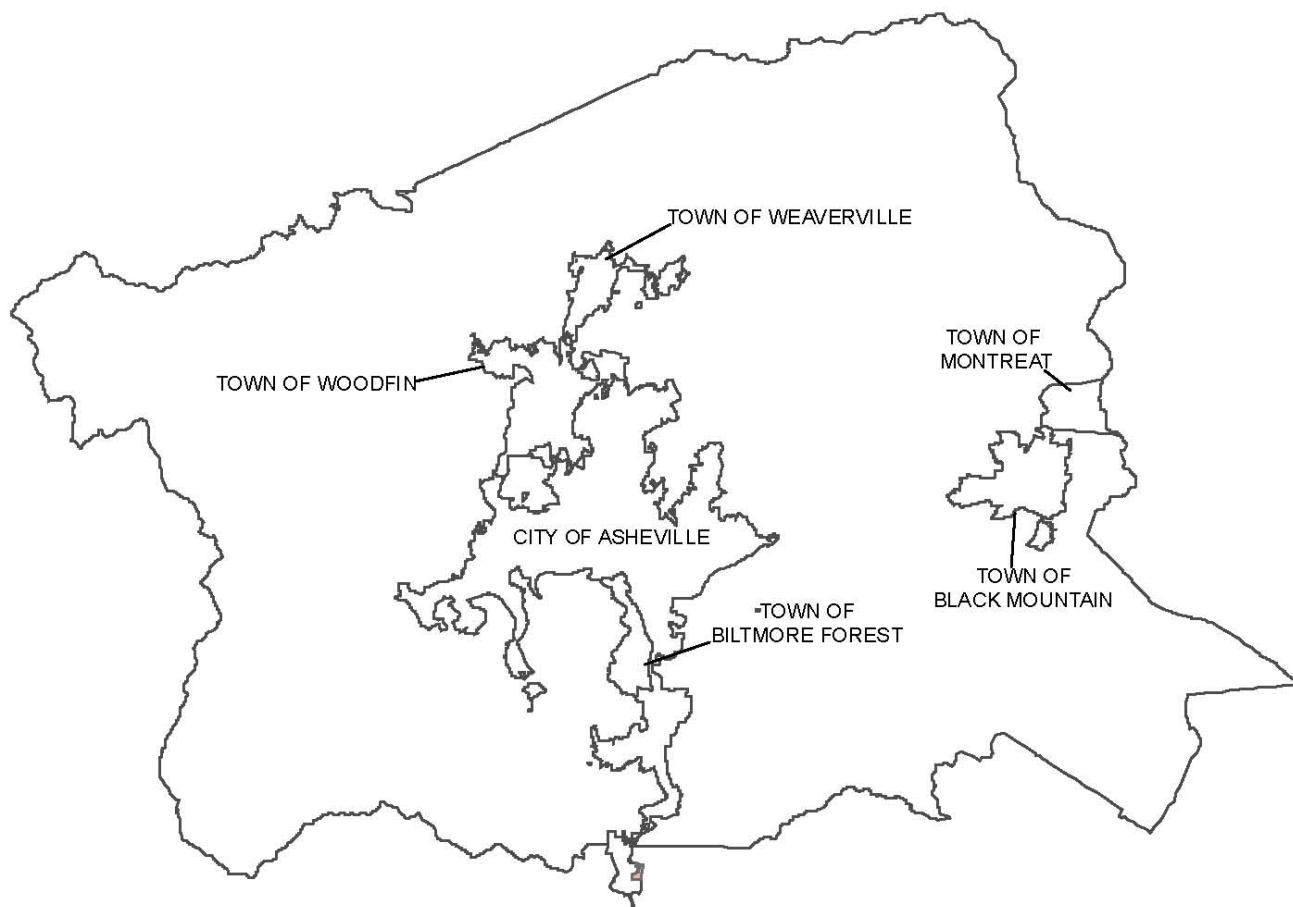 TOWN OF WEAVERVILLE
TOWN OF
MONTREAT
TOWN OF WOODFIN
CITY OF ASHEVILLE
TOWN OF
BLACK MOUNTAIN
TOWN OF
BILTMORE FOREST